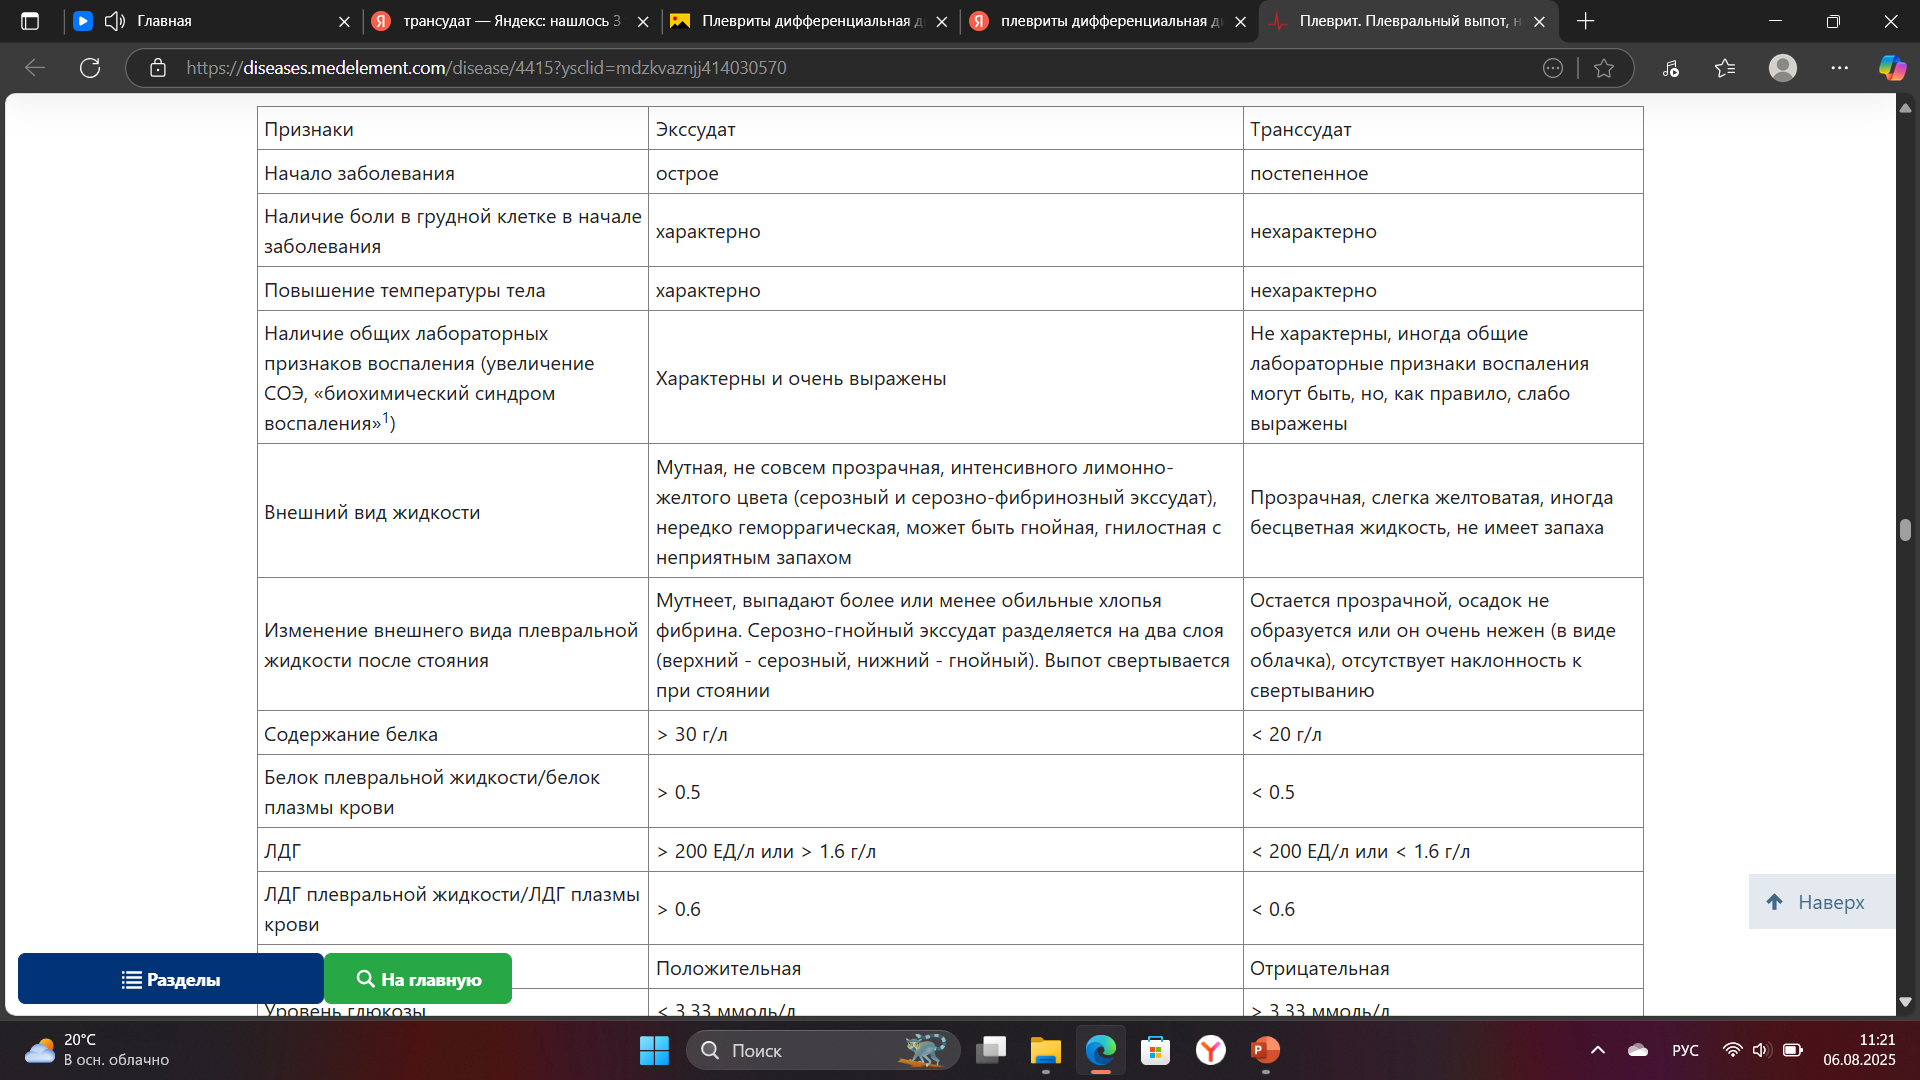 Главная
трансудат — Яндекс: нашлось 3
Плевриты дифференциальная д
плевриты дифференциальная ди
Плеврит. Плевральный выпот, н
https://diseases.medelement.com/disease/4415?ysclid=mdzkvaznjj414030570
Признаки
Экссудат
Транссудат
Начало заболевания
острое
постепенное
Наличие боли в грудной клетке в начале
заболевания
характерно
нехарактерно
Повышение температуры тела
характерно
нехарактерно
Наличие общих лабораторных
признаков воспаления (увеличение
СОЭ, «биохимический синдром
воспаления»1)
Характерны и очень выражены
Не характерны, иногда общие
лабораторные признаки воспаления
могут быть, но, как правило, слабо
выражены
Внешний вид жидкости
Мутная, не совсем прозрачная, интенсивного лимонно-
желтого цвета (серозный и серозно-фибринозный экссудат),
нередко геморрагическая, может быть гнойная, гнилостная с
неприятным запахом
Прозрачная, слегка желтоватая, иногда
бесцветная жидкость, не имеет запаха
Изменение внешнего вида плевральной
жидкости после стояния
Мутнеет, выпадают более или менее обильные хлопья
фибрина. Серозно-гнойный экссудат разделяется на два слоя
(верхний - серозный, нижний - гнойный). Выпот свертывается
при стоянии
Остается прозрачной, осадок не
образуется или он очень нежен (в виде
облачка), отсутствует наклонность к
свертыванию
Содержание белка
> 30 г/л
< 20 г/л
Белок плевральной жидкости/белок
плазмы крови
> 0.5
< 0.5
ЛДГ
> 200 ЕД/л или > 1.6 г/л
< 200 ЕД/л или < 1.6 г/л
ЛДГ плевральной жидкости/ЛДГ плазмы
крови
> 0.6
< 0.6
Положительная
Отрицательная
Уровень глюкозы
< 3.33 ммоль/л
> 3.33 ммоль/л
Наверх
Разделы
На главную
20°C
В осн. облачно
Поиск
РУС
11:21
06.08.2025